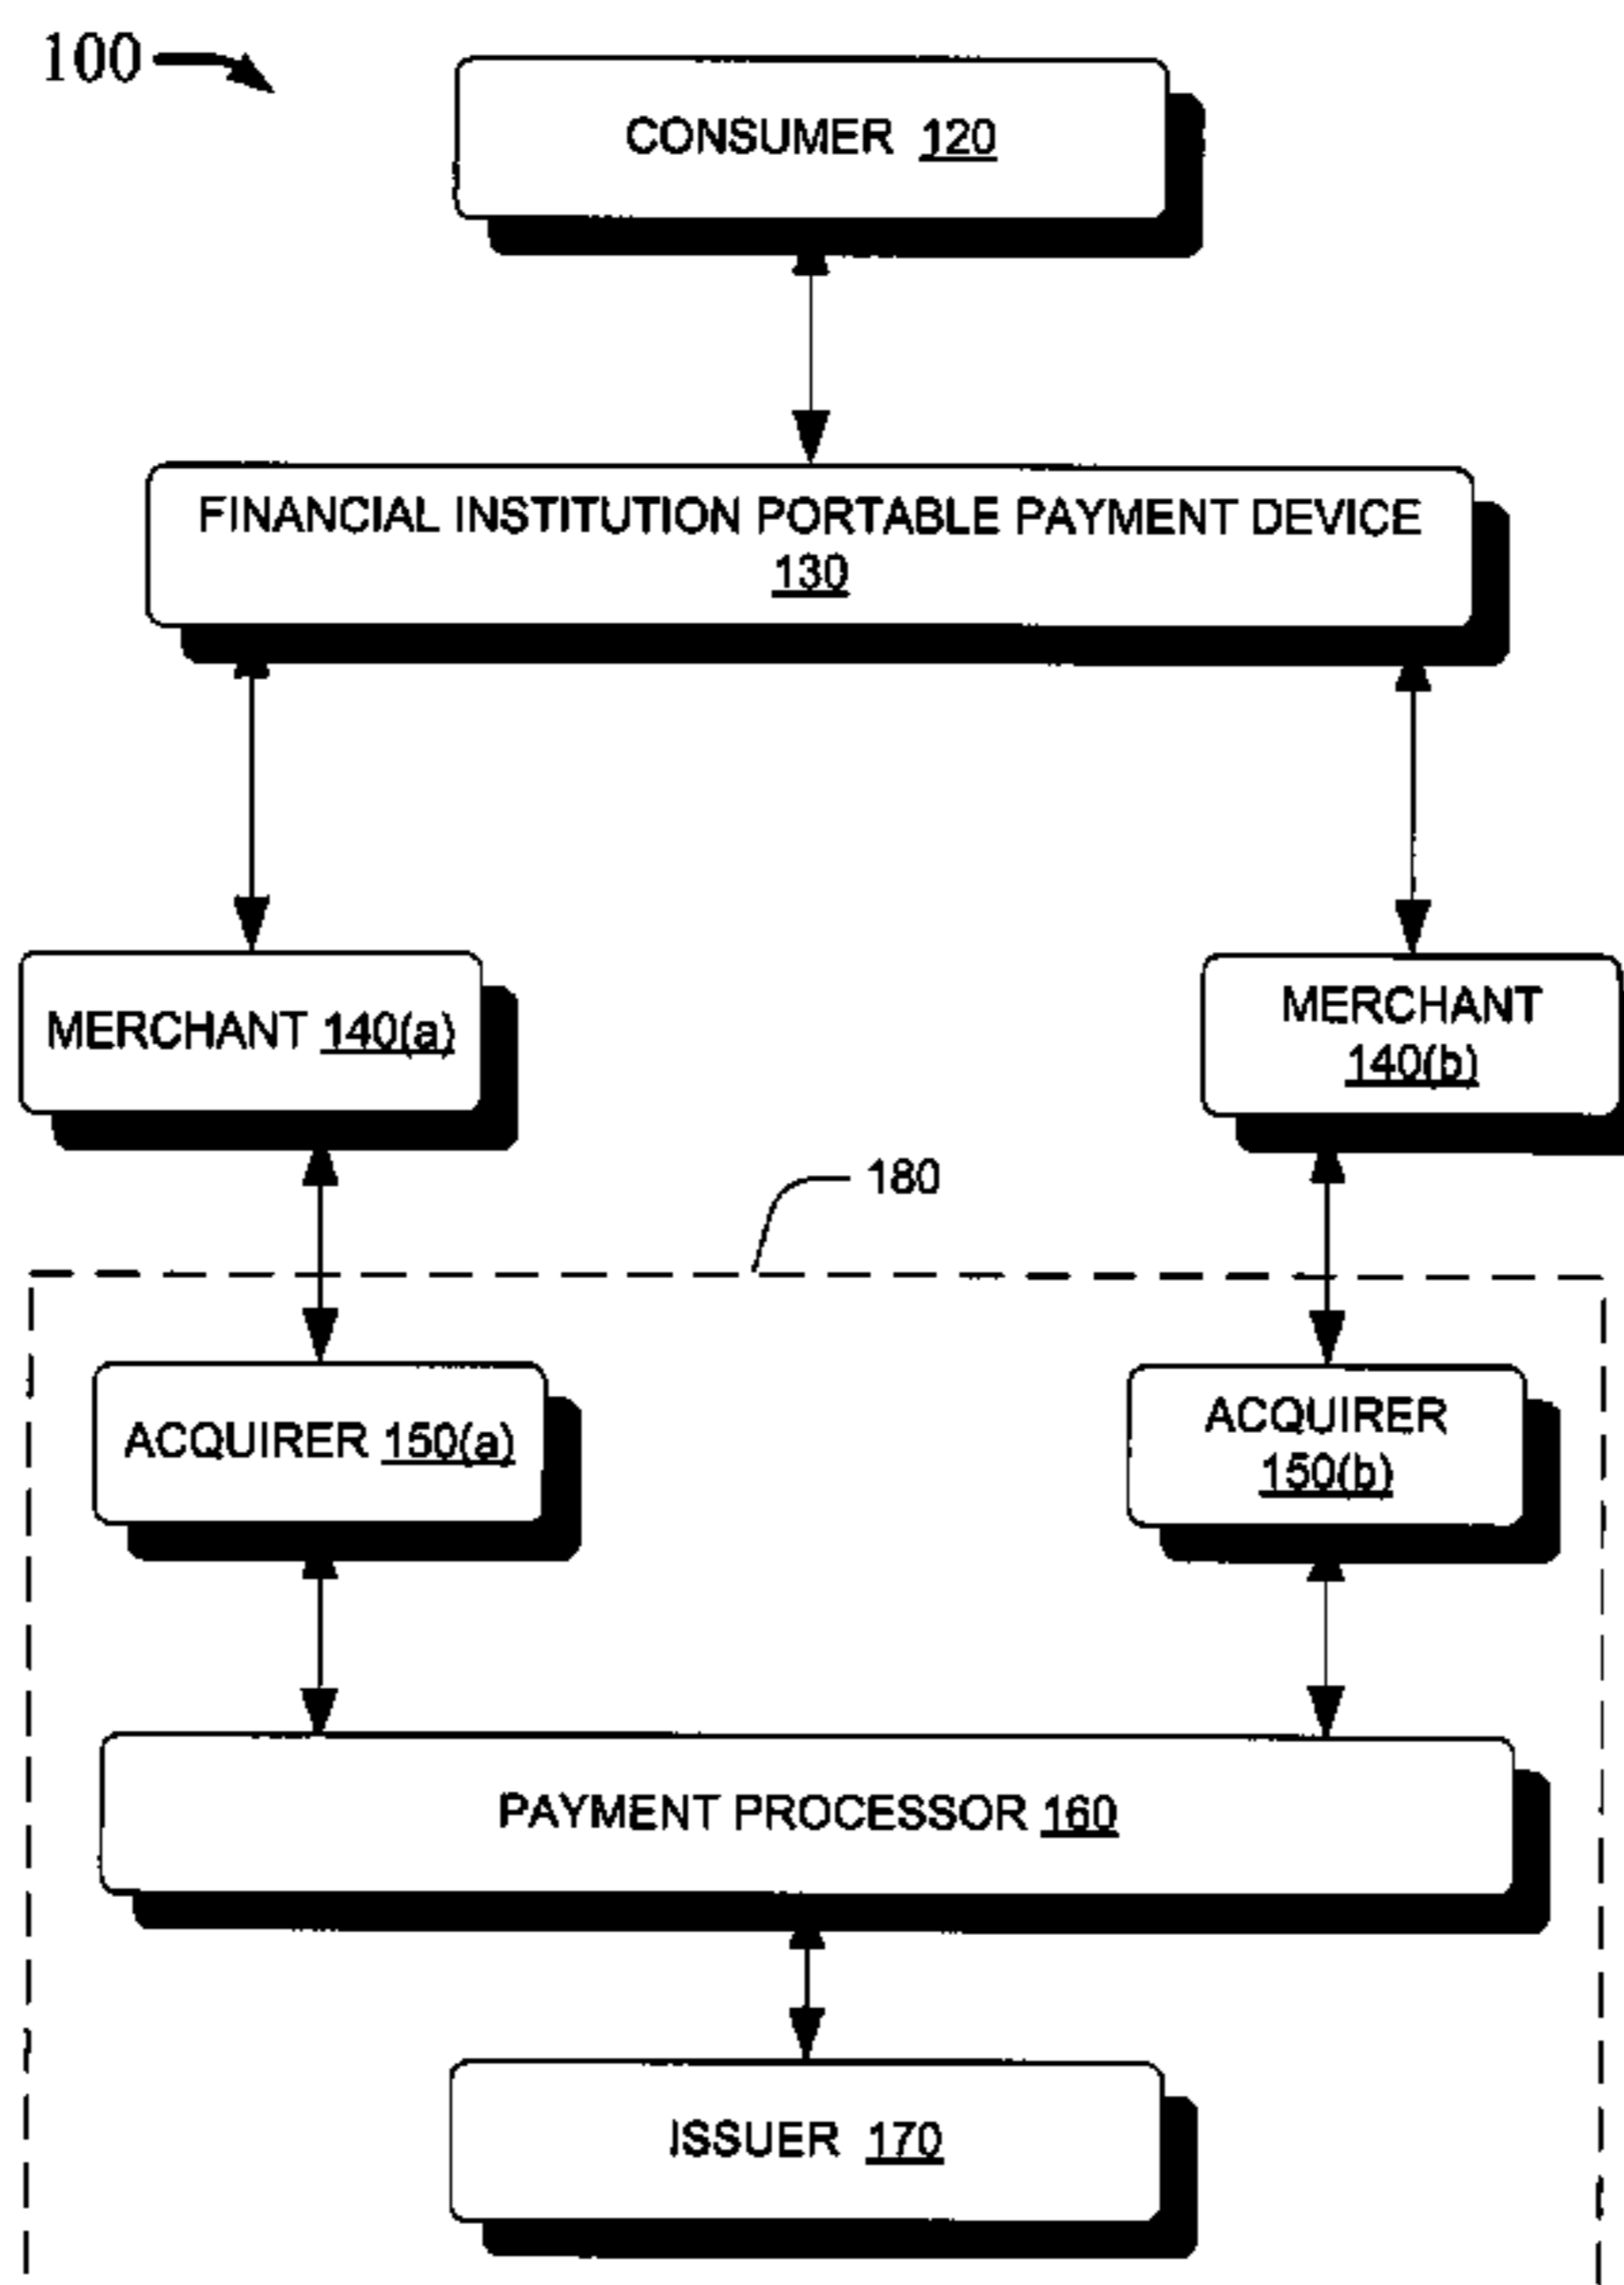 100
CONSUMER 120
FINANCIAL INSTITUTION PORTABLE PAYMENT DEVICE
130
MERCHANT 140(a)
MERCHANT
140(b)
180
ACQUIRER 150(a)
ACQUIRER
150(b)
PAYMENT PROCESSOR 160
ISSUER 170